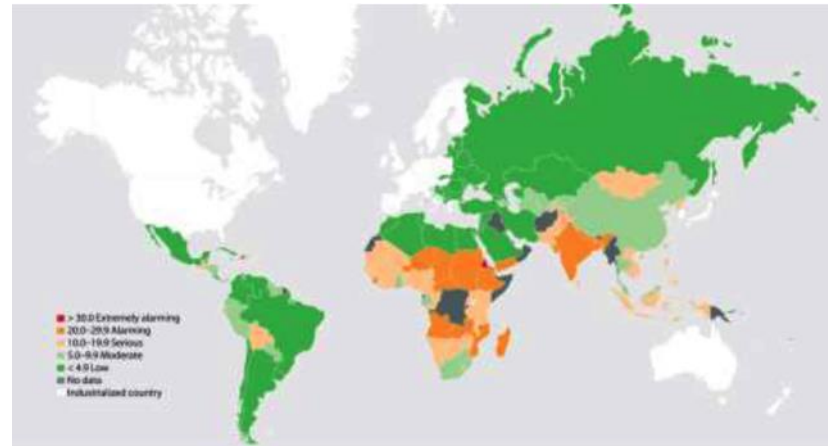 > 30.0 Extremely alarming
20.0–29.9 Alarming
10.0–19.9 Serious
5.0–9.9 Moderate
< 4.9 Low
No data
Industrialized country